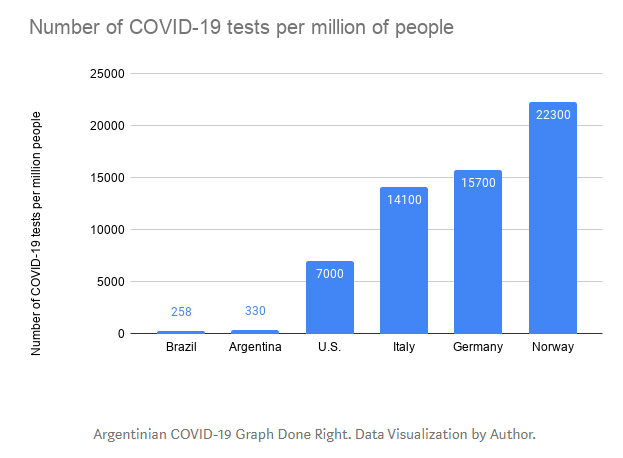 Number of COVID-19 tests per million of people
Number of COVID-19 tests per million people
25000
20000
15000
10000
5000
0
258
330
7000
14100
15700
22300
Brazil
Argentina
U.S.
Italy
Germany
Norway
Argentinian COVID-19 Graph Done Right. Data Visualization by Author.